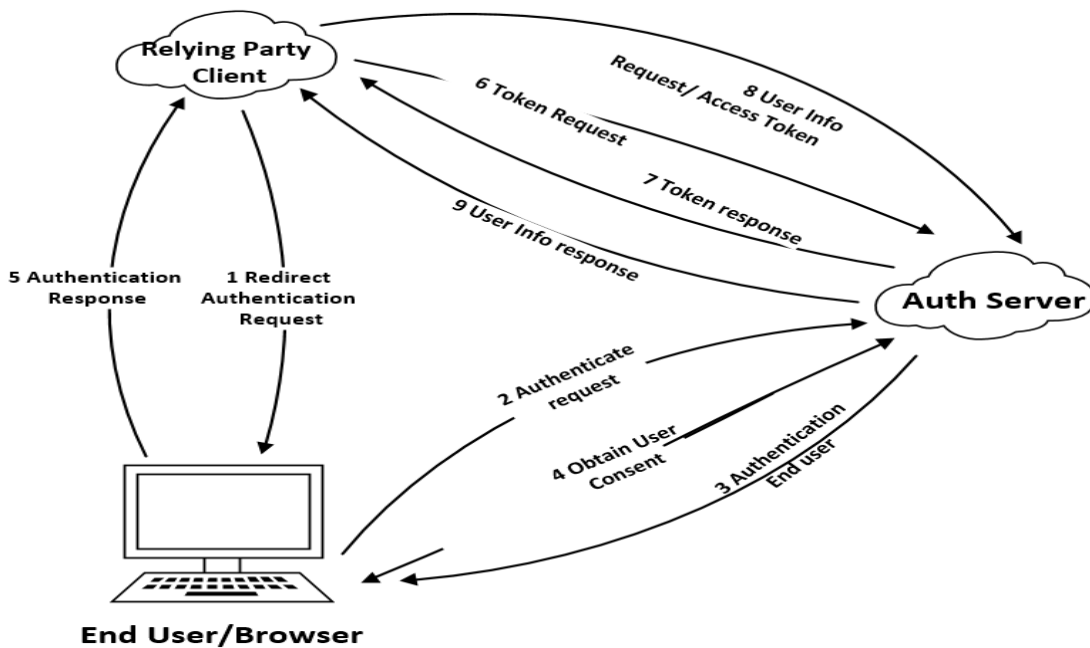 Relying Party
Client
8 User Info
Request/ Access Token
6 Token Request
7 Token response
9 User Info response
5 Authentication
Response
1 Redirect
Authentication
Request
Auth Server
2 Authenticate
request
4 Obtain User
Consent
3 Authentication
End user
End User/Browser